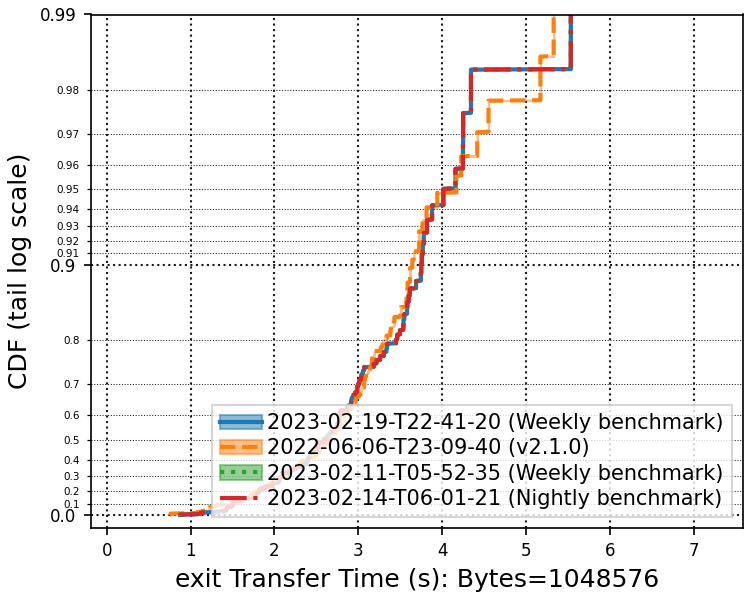 CDF (tail log scale)
0.99
0.98
0.97
0.96
0.95
0.94
0.93
0.92
0.91
0.9
0.8
0.7
0.6
0.5
0.4
0.3
0.2
0.1
0.0
2023-02-19-T22-41-20 (Weekly benchmark)
2022-06-06-T23-09-40 (v2.1.0)
2023-02-11-T05-52-35 (Weekly benchmark)
2023-02-14-T06-01-21 (Nightly benchmark)
0 1 2 3 4 5 6 7
exit Transfer Time (s): Bytes=1048576